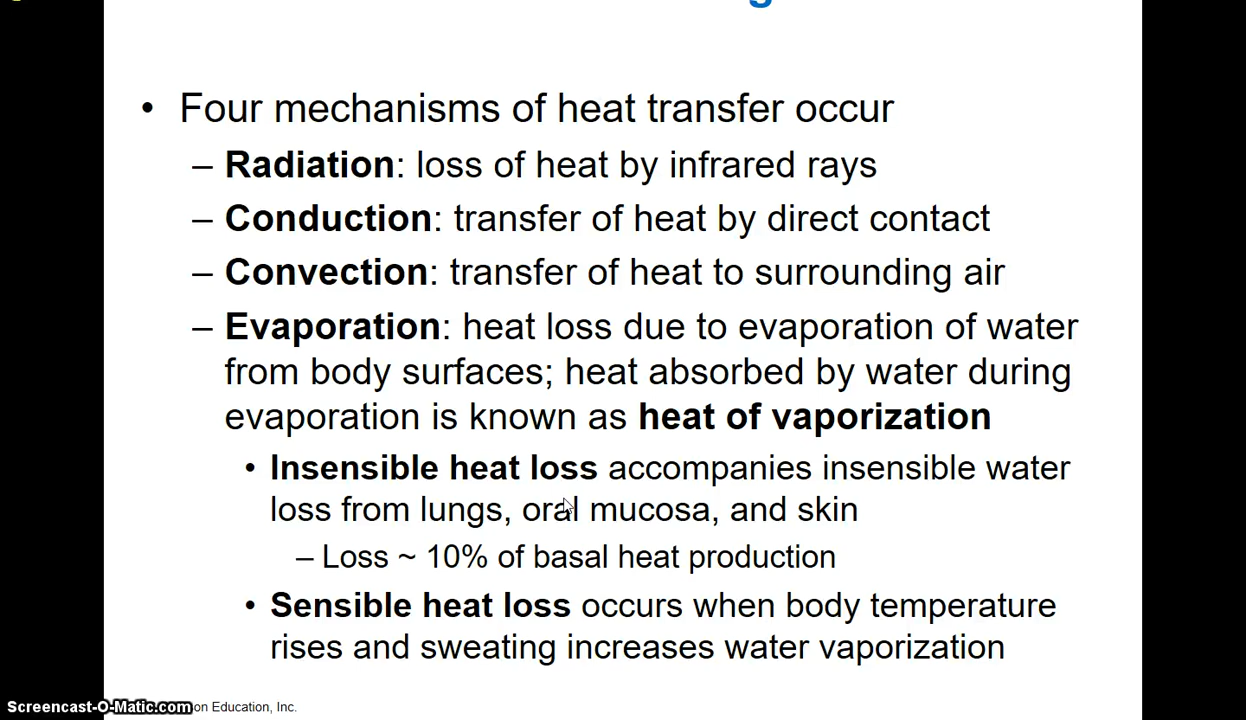 • Four mechanisms of heat transfer occur
– Radiation: loss of heat by infrared rays
– Conduction: transfer of heat by direct contact
– Convection: transfer of heat to surrounding air
– Evaporation: heat loss due to evaporation of water
from body surfaces; heat absorbed by water during
evaporation is known as heat of vaporization
• Insensible heat loss accompanies insensible water
loss from lungs, oral mucosa, and skin
– Loss ~ 10% of basal heat production
• Sensible heat loss occurs when body temperature
rises and sweating increases water vaporization
Screencast-O-Matic.com on Education, Inc.